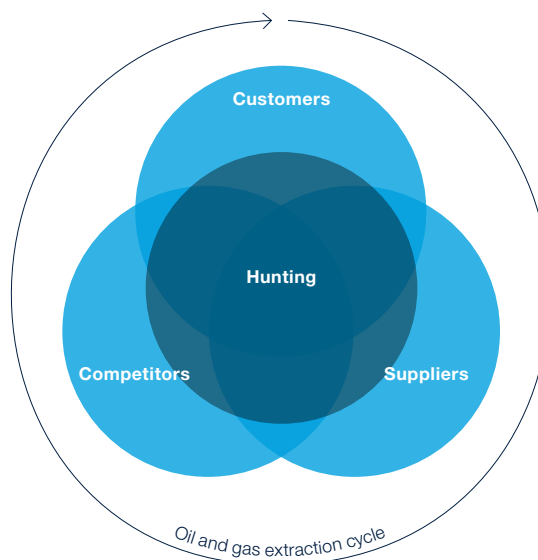 Customers
Hunting
Competitors
Suppliers
Oil and gas extraction cycle